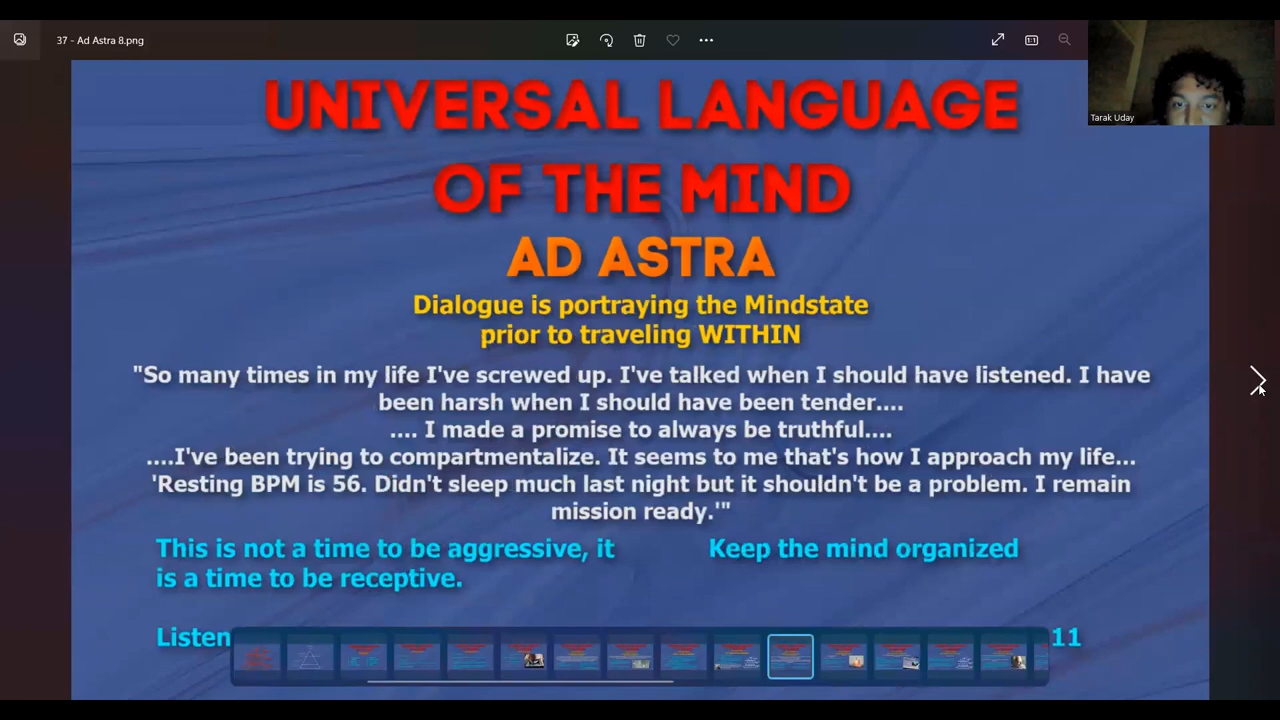 37 - Ad Astra 8.png
Tarak Uday
UNIVERSAL LANGUAGE
OF THE MIND
AD ASTRA
Dialogue is portraying the Mindstate
prior to traveling WITHIN
"So many times in my life I've screwed up. I've talked when I should have listened. I have
been harsh when I should have been tender....
.... I made a promise to always be truthful....
....I've been trying to compartmentalize. It seems to me that's how I approach my life...
'Resting BPM is 56. Didn't sleep much last night but it shouldn't be a problem. I remain
mission ready.'"
This is not a time to be aggressive, it
is a time to be receptive.
Keep the mind organized
Listen
11